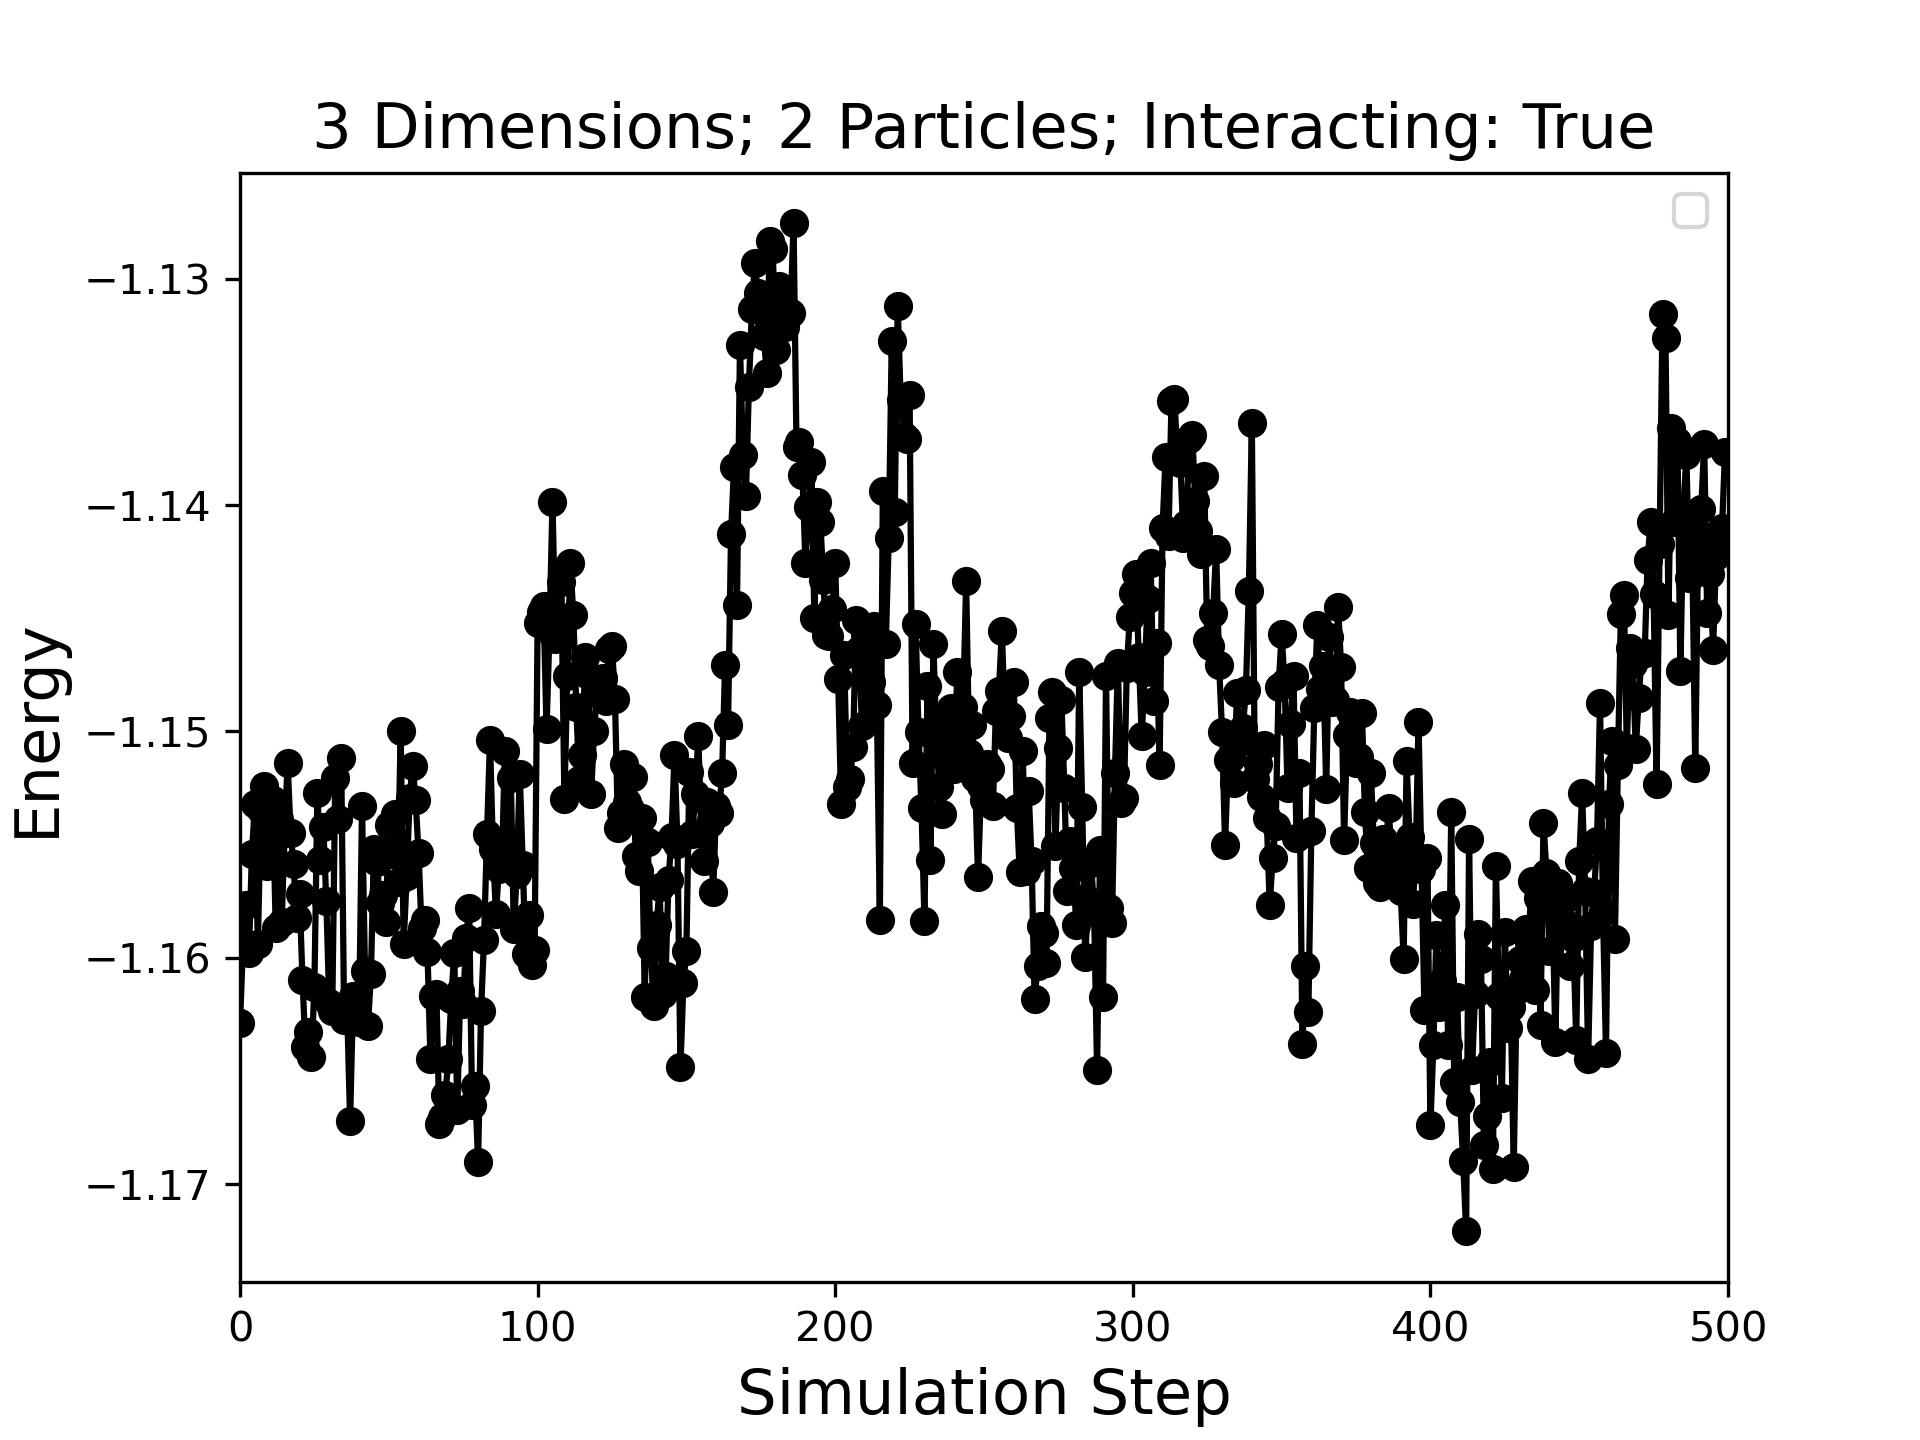 3 Dimensions; 2 Particles; Interacting: True
Energy
−1.13
−1.14
−1.15
−1.16
−1.17
0 100 200 300 400 500
Simulation Step